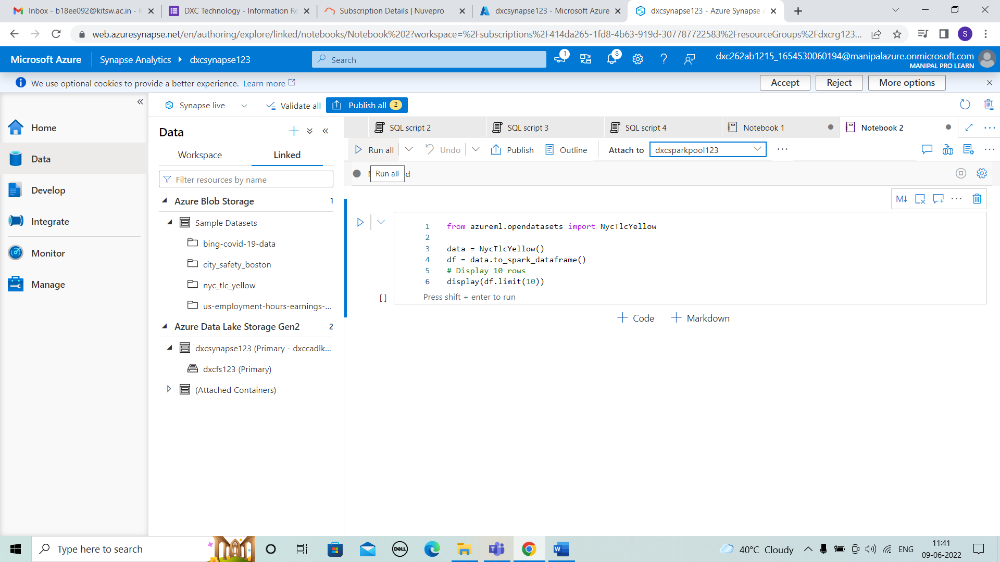 Inbox - b18ee092@kitsw.ac.in - K
DXC Technology - Information Re
Subscription Details | Nuvepro
dxcsynapse123 - Microsoft Azure
dxcsynapse123 - Azure Synapse A
web.azuresynapse.net/en/authoring/explore/linked/notebooks/Notebook%202?workspace=%2Fsubscriptions%2F414da265-1fd8-4b63-919d-307787722583%2FresourceGroups%2Fdxcrg123...
S
Microsoft Azure
Synapse Analytics
dxcsynapse123
Search
1
8
dxc262ab1215_1654530060194@manipalazure.onmicrosoft.com
MANIPAL PRO LEARN
We use optional cookies to provide a better experience. Learn more
Accept
Reject
More options
Synapse live
Validate all
Publish all 2
Home
Data
Develop
Integrate
Monitor
Manage
Data
Workspace
Linked
Filter resources by name
Azure Blob Storage 1
Sample Datasets
bing-covid-19-data
city_safety_boston
nyc_tlc_yellow
us-employment-hours-earnings-...
Azure Data Lake Storage Gen2 2
dxcsynapse123 (Primary - dxccadlk...
dxcfs123 (Primary)
(Attached Containers)
SQL script 2
SQL script 3
SQL script 4
Notebook 1
Notebook 2
Run all
Undo
Publish
Outline
Attach to
dxcsparkpool123
Run all
M↓
1 from azureml.opendatasets import NycTlcYellow
2
3 data = NycTlcYellow()
4 df = data.to_spark_dataframe()
5 # Display 10 rows
6 display(df.limit(10))
[ ]
Press shift + enter to run
Code
Markdown
Type here to search
DELL
40°C Cloudy
ENG
11:41
09-06-2022